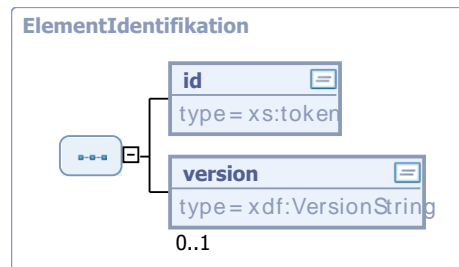 ElementIdentifikation
id
type=xs:token
version
type=xdf:VersionString
0..1